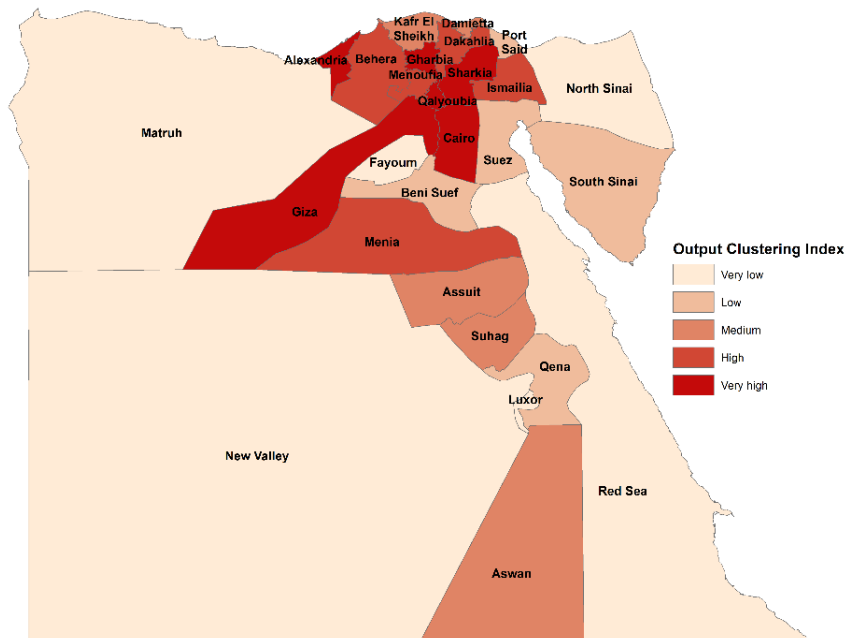 Kafr El
Sheikh
Damietta
Port
Said
Alexandria
Behera
Gharbia
Dakahlia
Menoufia
Sharkia
Ismailia
North Sinai
Qalyoubia
Matruh
Cairo
Fayoum
Suez
South Sinai
Beni Suef
Giza
Menia
Output Clustering Index
Very low
Low
Medium
High
Very high
Assuit
Suhag
Qena
Luxor
New Valley
Red Sea
Aswan